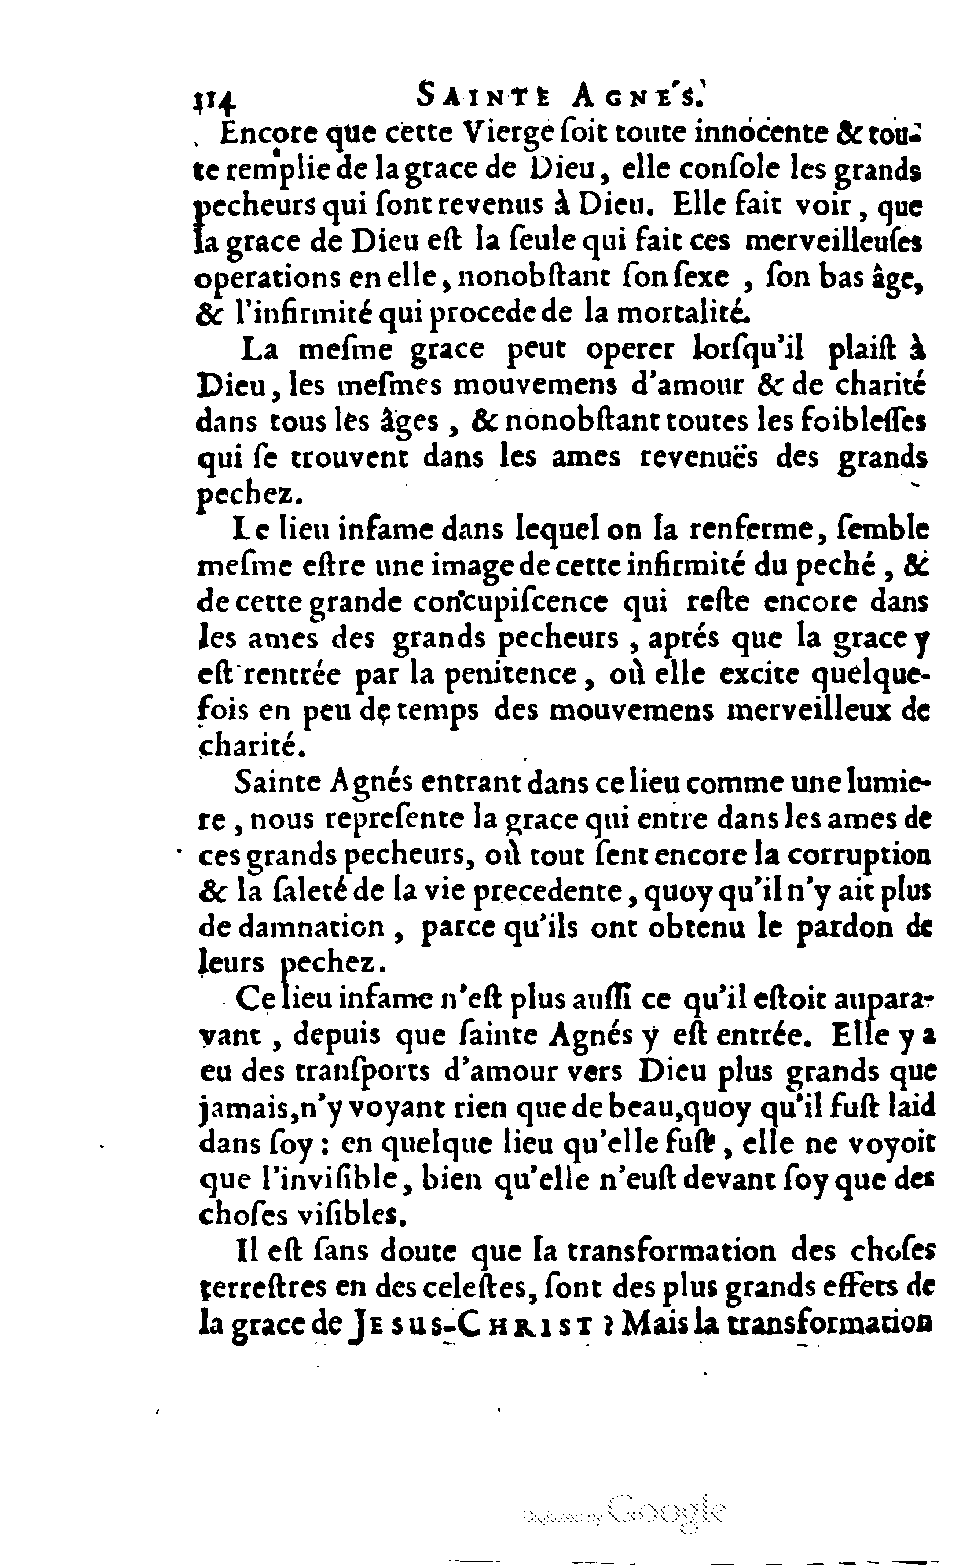 114 SAINTE AGNE'S.
Encore que cette Vierge ſoit toute innocente & tou-
te remplie de la grace de Dieu, elle conſole les grands
pecheurs qui ſont revenus à Dieu. Elle fait voir, que
la grace de Dieu eſt la ſeule qui fait ces merveilleuſes
operations en elle, nonobſtant ſon ſexe, ſon bas âge,
& l'infirmité qui procede de la mortalité.
La meſme grace peut operer lorſqu'il plaiſt à
Dieu, les meſmes mouvemens d'amour & de charité
dans tous les âges, & nonobſtant toutes les foibleſſes
qui ſe trouvent dans les ames revenuës des grands
pechez.
Le lieu infame dans lequel on la renferme, ſemble
meſme eſtre une image de cette infirmité du peché, &
de cette grande concupiſcence qui reſte encore dans
les ames des grands pecheurs, aprés que la grace y
eſt rentrée par la penitence, où elle excite quelque-
fois en peu de temps des mouvemens merveilleux de
charité.
Sainte Agnés entrant dans ce lieu comme une lumie-
re, nous repreſente la grace qui entre dans les ames de
ces grands pecheurs, où tout ſent encore la corruption
& la ſaleté de la vie precedente, quoy qu'il n'y ait plus
de damnation, parce qu'ils ont obtenu le pardon de
leurs pechez.
Ce lieu infame n'eſt plus auſſi ce qu'il eſtoit aupara-
vant, depuis que ſainte Agnés y eſt entrée. Elle y a
eu des tranſports d'amour vers Dieu plus grands que
jamais, n'y voyant rien que de beau, quoy qu'il fuſt laid
dans ſoy : en quelque lieu qu'elle fuſt, elle ne voyoit
que l'inviſible, bien qu'elle n'euſt devant ſoy que des
choſes viſibles.
Il eſt ſans doute que la transformation des choſes
terreſtres en des celeſtes, ſont des plus grands effets de
la grace de JESUS-CHRIST : Mais la transformation
Digitized by Google